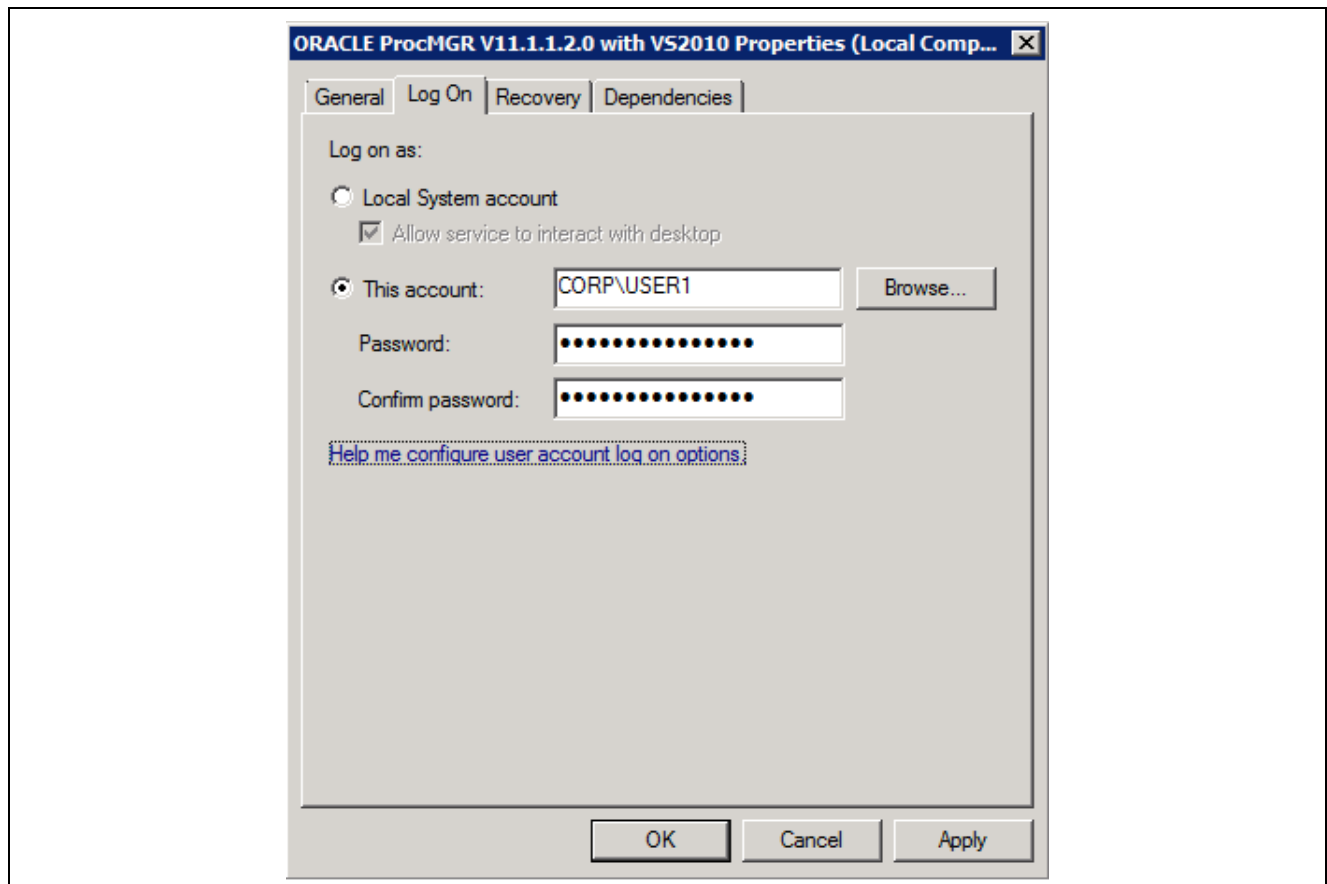 ORACLE ProcMGR V11.1.1.2.0 with VS2010 Properties (Local Comp...
General Log On Recovery Dependencies
Log on as:
Local System account
Allow service to interact with desktop
This account: CORP\USER1 Browse...
Password: •••••••••••••••
Confirm password: •••••••••••••••
Help me configure user account log on options.
OK Cancel Apply